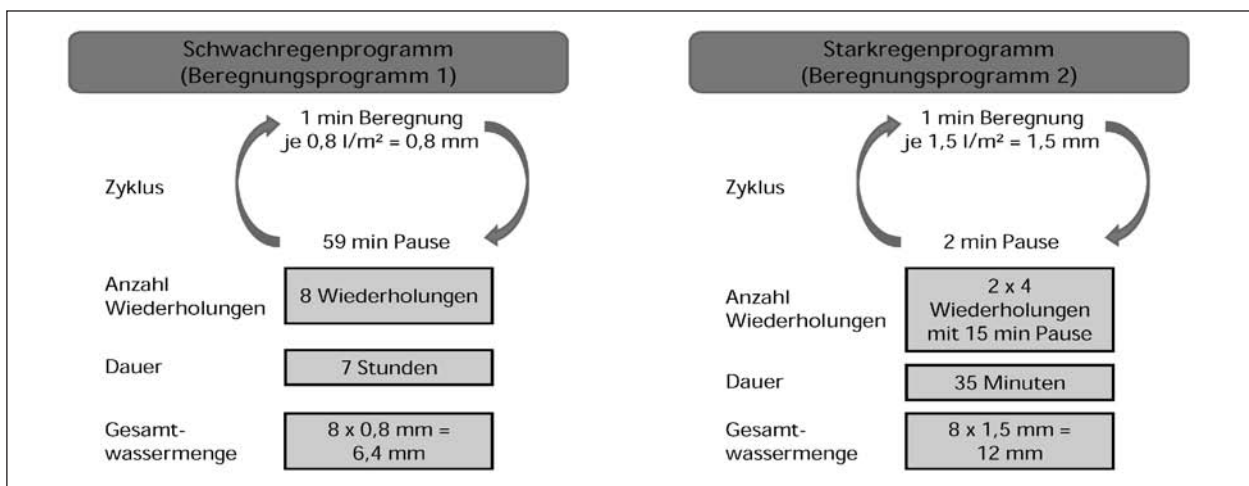 Schwachregenprogramm
(Beregnungsprogramm 1)
1 min Beregnung
je 0,8 l/m² = 0,8 mm
Zyklus
59 min Pause
Anzahl
Wiederholungen
8 Wiederholungen
Dauer
7 Stunden
Gesamt-
wassermenge
8 x 0,8 mm =
6,4 mm
Starkregenprogramm
(Beregnungsprogramm 2)
1 min Beregnung
je 1,5 l/m² = 1,5 mm
Zyklus
2 min Pause
Anzahl
Wiederholungen
2 x 4
Wiederholungen
mit 15 min Pause
Dauer
35 Minuten
Gesamt-
wassermenge
8 x 1,5 mm =
12 mm